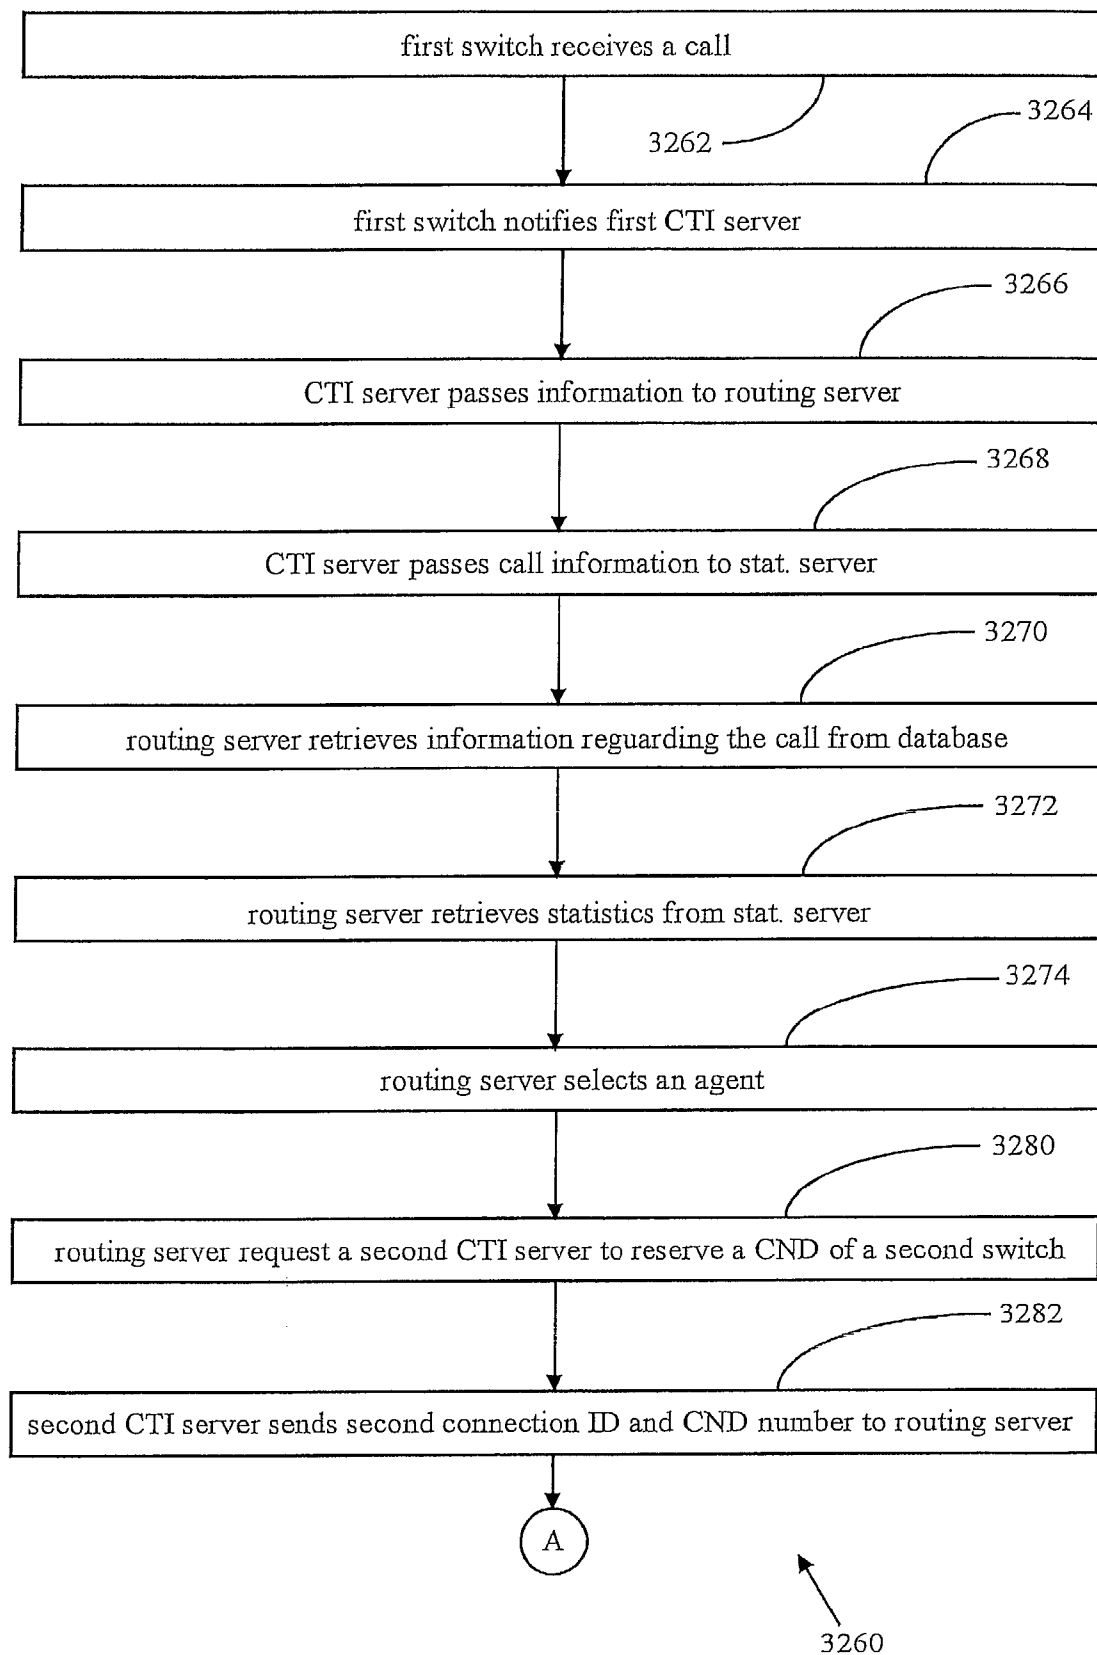 first switch receives a call
3262
3264
first switch notifies first CTI server
3266
CTI server passes information to routing server
3268
CTI server passes call information to stat. server
3270
routing server retrieves information reguarding the call from database
3272
routing server retrieves statistics from stat. server
3274
routing server selects an agent
3280
routing server request a second CTI server to reserve a CND of a second switch
3282
second CTI server sends second connection ID and CND number to routing server
A
3260